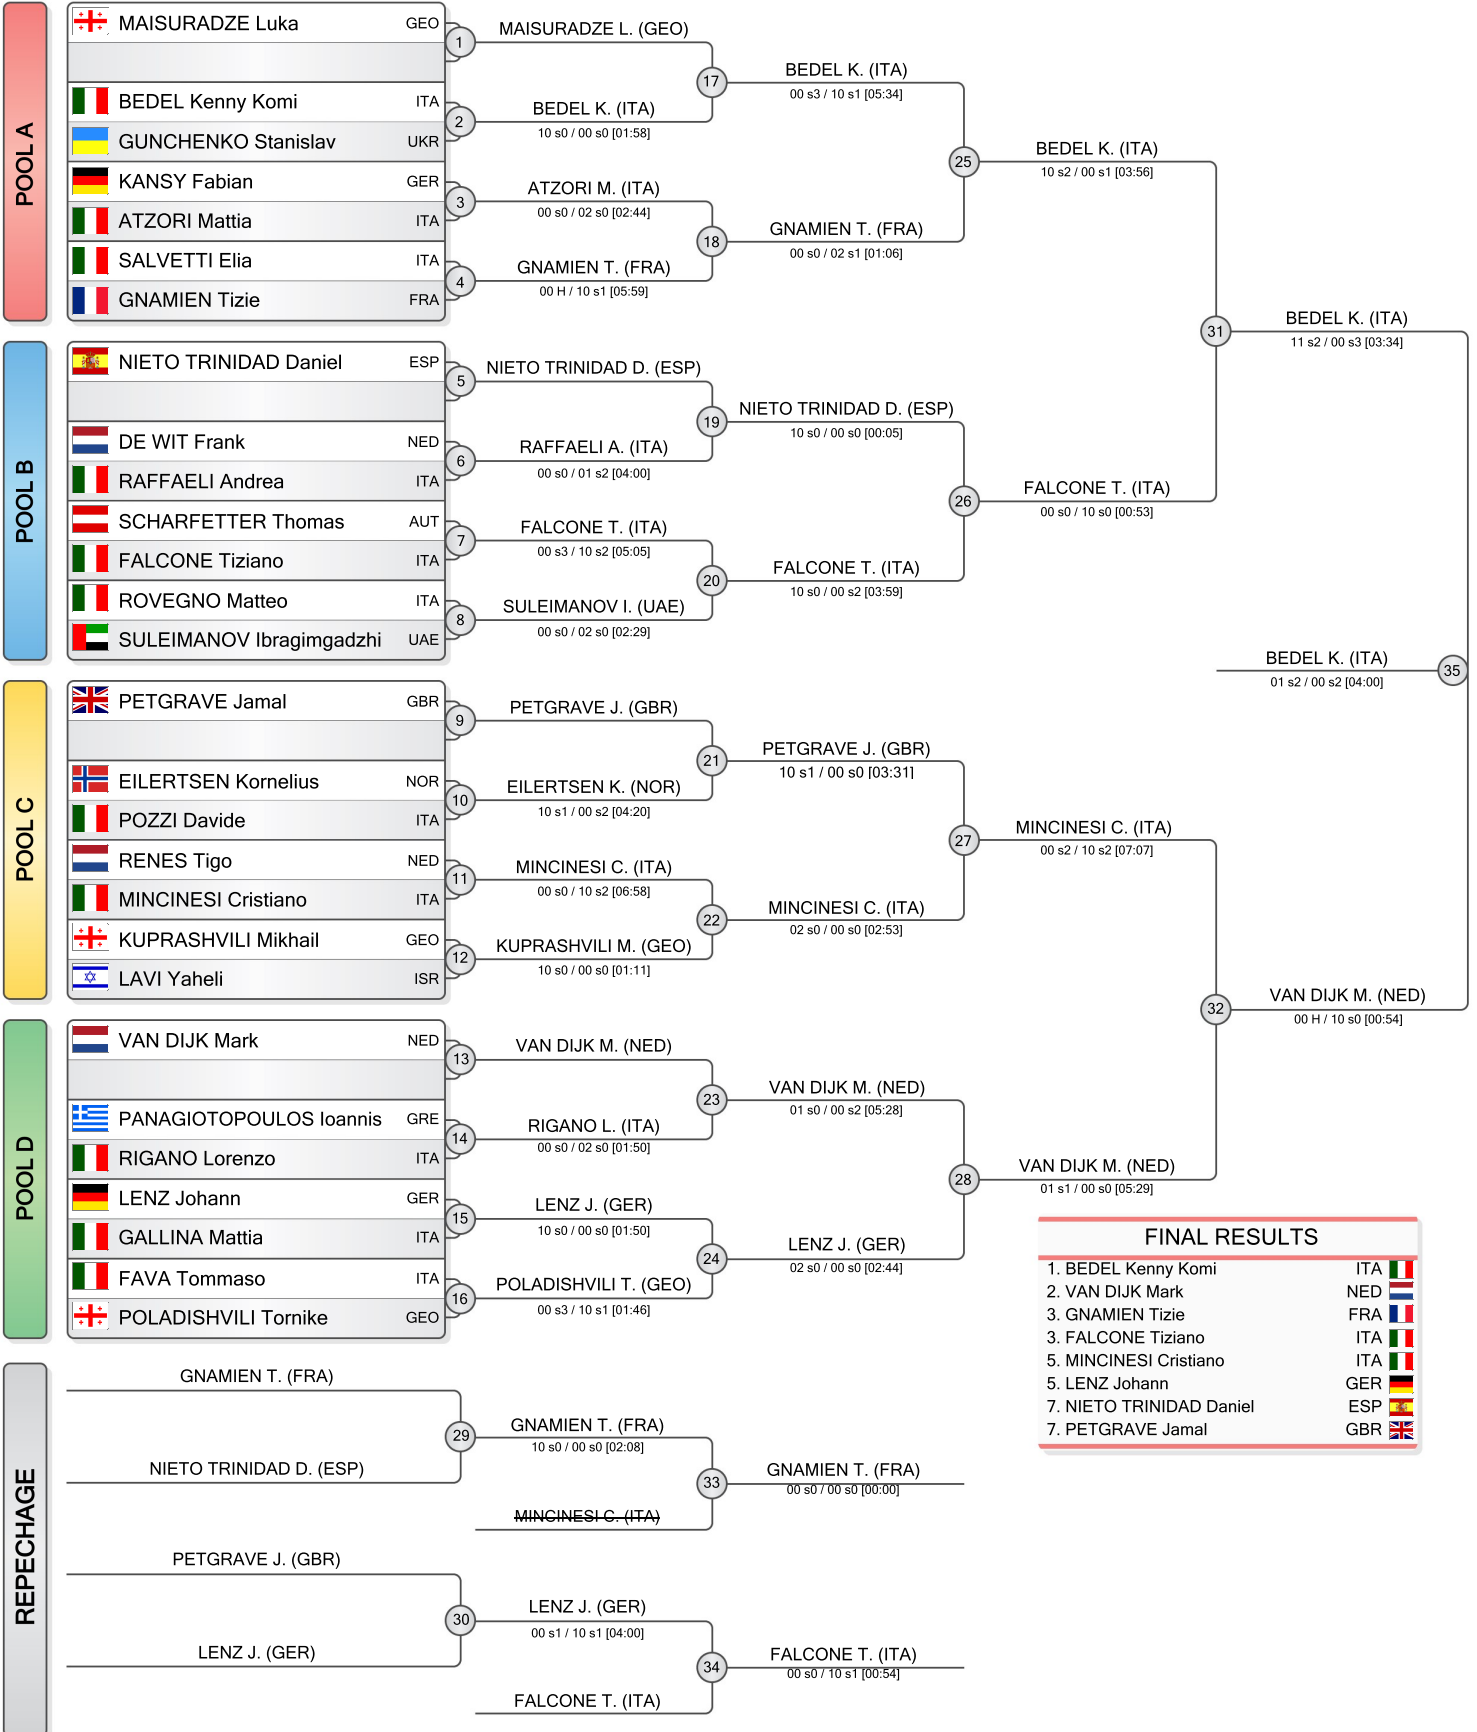 POOL A
MAISURADZE Luka GEO
BEDEL Kenny Komi ITA
GUNCHENKO Stanislav UKR
KANSY Fabian GER
ATZORI Mattia ITA
SALVETTI Elia ITA
GNAMIEN Tizie FRA
1
MAISURADZE L. (GEO)
2
BEDEL K. (ITA)
10 s0 / 00 s0 [01:58]
3
ATZORI M. (ITA)
00 s0 / 02 s0 [02:44]
4
GNAMIEN T. (FRA)
00 H / 10 s1 [05:59]
17
BEDEL K. (ITA)
00 s3 / 10 s1 [05:34]
18
GNAMIEN T. (FRA)
00 s0 / 02 s1 [01:06]
25
BEDEL K. (ITA)
10 s2 / 00 s1 [03:56]
POOL B
NIETO TRINIDAD Daniel ESP
DE WIT Frank NED
RAFFAELI Andrea ITA
SCHARFETTER Thomas AUT
FALCONE Tiziano ITA
ROVEGNO Matteo ITA
SULEIMANOV Ibragimgadzhi UAE
5
NIETO TRINIDAD D. (ESP)
6
RAFFAELI A. (ITA)
00 s0 / 01 s2 [04:00]
7
FALCONE T. (ITA)
00 s3 / 10 s2 [05:05]
8
SULEIMANOV I. (UAE)
00 s0 / 02 s0 [02:29]
19
NIETO TRINIDAD D. (ESP)
10 s0 / 00 s0 [00:05]
20
FALCONE T. (ITA)
10 s0 / 00 s2 [03:59]
26
FALCONE T. (ITA)
00 s0 / 10 s0 [00:53]
31
BEDEL K. (ITA)
11 s2 / 00 s3 [03:34]
BEDEL K. (ITA)
01 s2 / 00 s2 [04:00]
35
POOL C
PETGRAVE Jamal GBR
EILERTSEN Kornelius NOR
POZZI Davide ITA
RENES Tigo NED
MINCINESI Cristiano ITA
KUPRASHVILI Mikhail GEO
LAVI Yaheli ISR
9
PETGRAVE J. (GBR)
10
EILERTSEN K. (NOR)
10 s1 / 00 s2 [04:20]
11
MINCINESI C. (ITA)
00 s0 / 10 s2 [06:58]
12
KUPRASHVILI M. (GEO)
10 s0 / 00 s0 [01:11]
21
PETGRAVE J. (GBR)
10 s1 / 00 s0 [03:31]
22
MINCINESI C. (ITA)
02 s0 / 00 s0 [02:53]
27
MINCINESI C. (ITA)
00 s2 / 10 s2 [07:07]
POOL D
VAN DIJK Mark NED
PANAGIOTOPOULOS Ioannis GRE
RIGANO Lorenzo ITA
LENZ Johann GER
GALLINA Mattia ITA
FAVA Tommaso ITA
POLADISHVILI Tornike GEO
13
VAN DIJK M. (NED)
14
RIGANO L. (ITA)
00 s0 / 02 s0 [01:50]
15
LENZ J. (GER)
10 s0 / 00 s0 [01:50]
16
POLADISHVILI T. (GEO)
00 s3 / 10 s1 [01:46]
23
VAN DIJK M. (NED)
01 s0 / 00 s2 [05:28]
24
LENZ J. (GER)
02 s0 / 00 s0 [02:44]
28
VAN DIJK M. (NED)
01 s1 / 00 s0 [05:29]
32
VAN DIJK M. (NED)
00 H / 10 s0 [00:54]
FINAL RESULTS
1. BEDEL Kenny Komi ITA
2. VAN DIJK Mark NED
3. GNAMIEN Tizie FRA
3. FALCONE Tiziano ITA
5. MINCINESI Cristiano ITA
5. LENZ Johann GER
7. NIETO TRINIDAD Daniel ESP
7. PETGRAVE Jamal GBR
REPECHAGE
GNAMIEN T. (FRA)
NIETO TRINIDAD D. (ESP)
29
GNAMIEN T. (FRA)
10 s0 / 00 s0 [02:08]
MINCINESI C. (ITA)
33
GNAMIEN T. (FRA)
00 s0 / 00 s0 [00:00]
PETGRAVE J. (GBR)
LENZ J. (GER)
30
LENZ J. (GER)
00 s1 / 10 s1 [04:00]
FALCONE T. (ITA)
34
FALCONE T. (ITA)
00 s0 / 10 s1 [00:54]